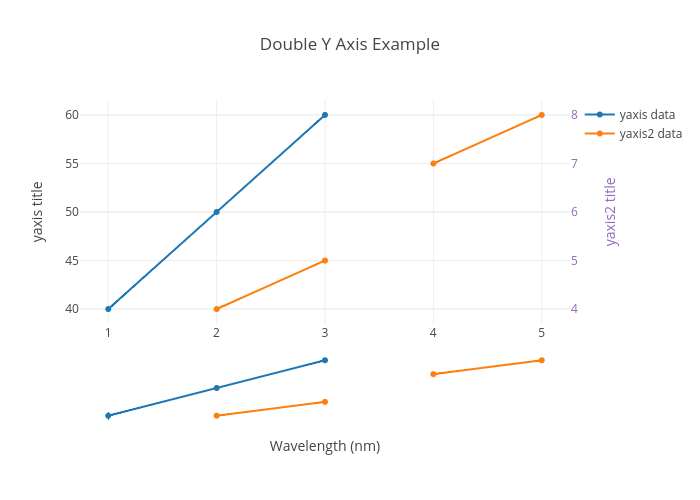 Double Y Axis Example
60
55
50
45
40
yaxis title
8
7
6
5
4
yaxis2 title
yaxis data
yaxis2 data
1 2 3 4 5
Wavelength (nm)